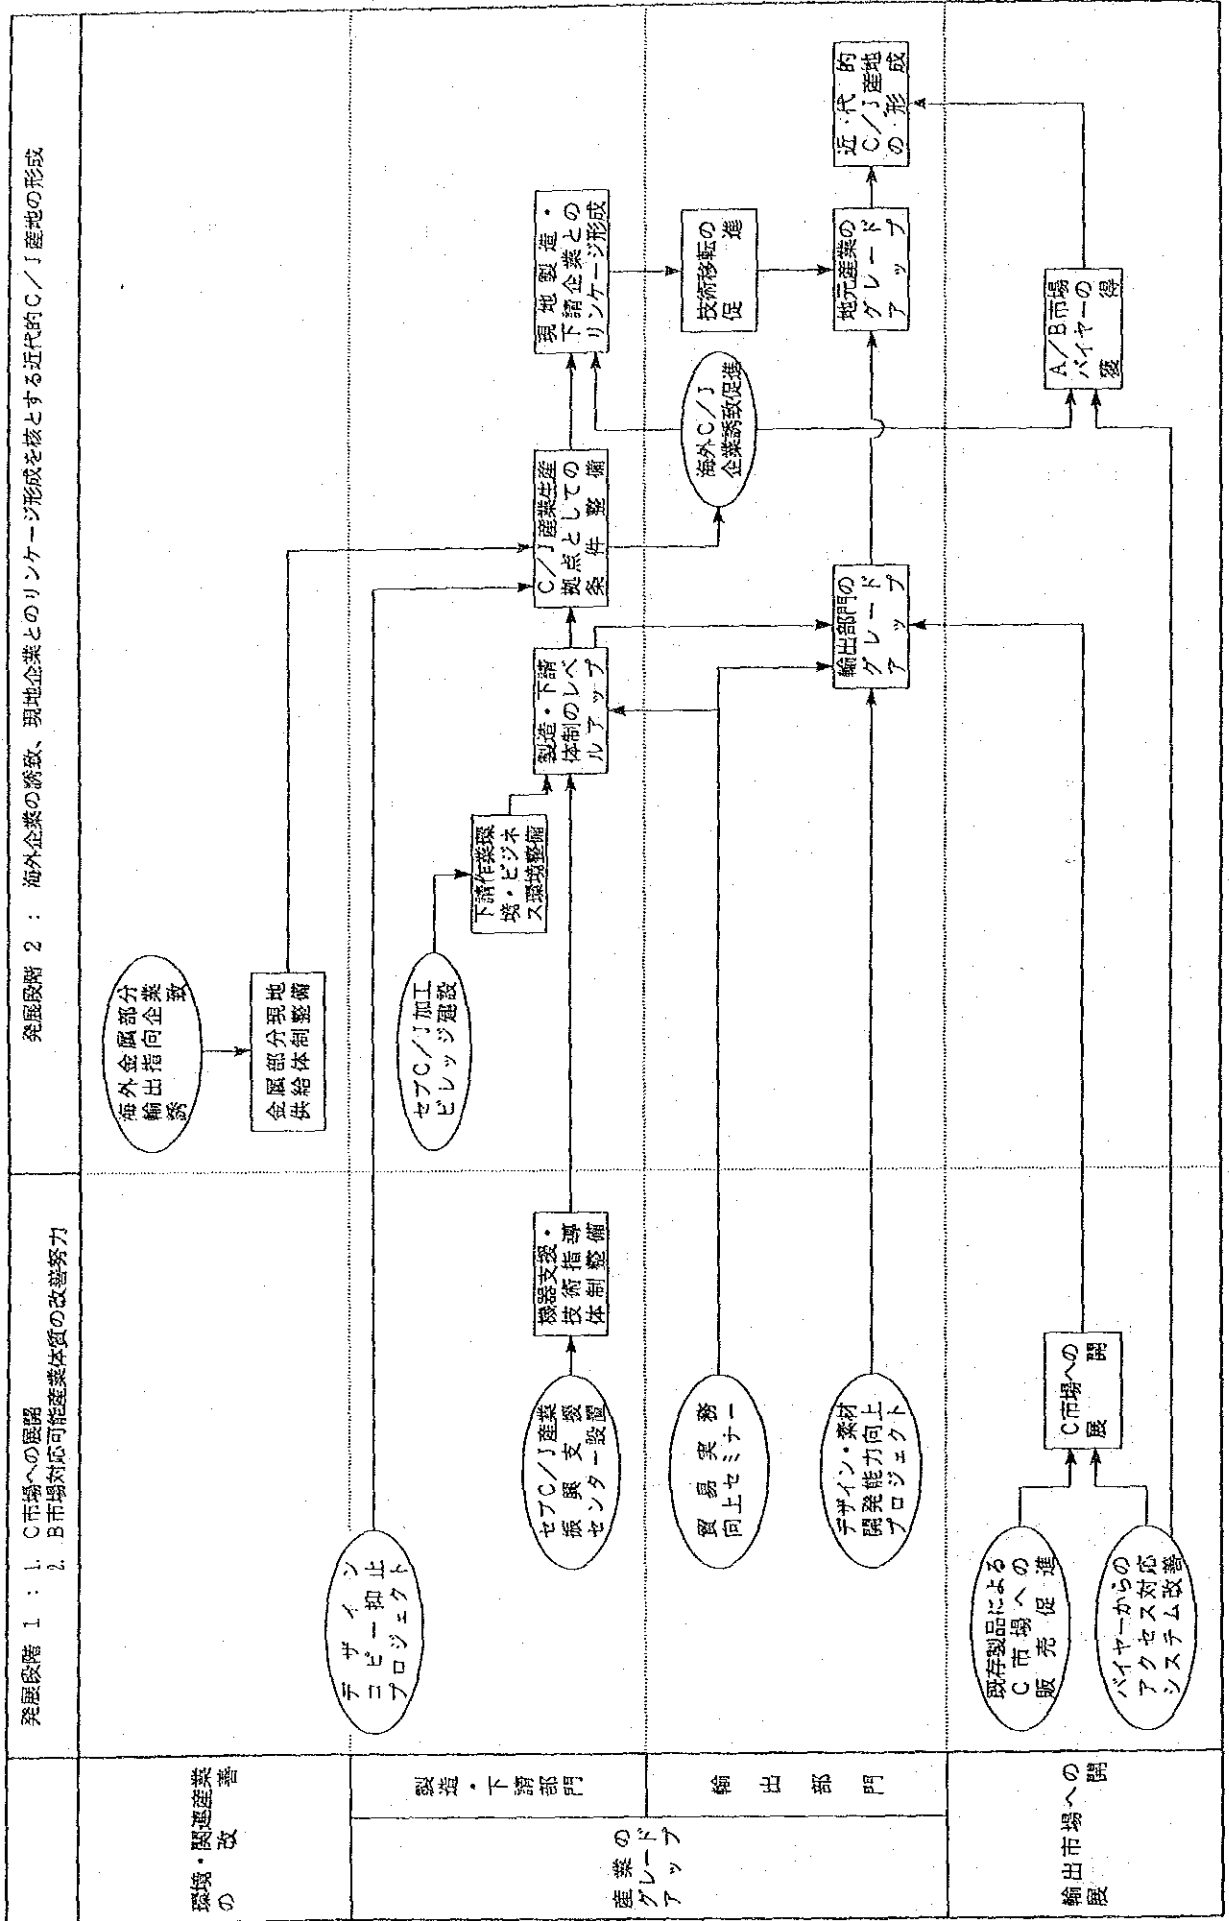 発展段階 1 : 1. C市場への展開
2. B市場対応可能産業体質の改善努力
発展段階 2 : 海外企業の誘致、現地企業とのリンケージ形成を核とする近代的C/J産地の形成
環境・関連産業
の改善
海外金属部分
輸出指向企業
誘致
金属部分現地
供給体制整備
デザイン
コピー抑止
プロジェクト
産業の
グレード
アップ
製造・下請部門
セブC/J加工
ビレッジ建設
下請作業環
境・ビジネ
ス環境整備
セブC/J産業
振興支援
センター設置
機器支援・
技術指導
体制整備
製造・下請
体制のレベ
ルアップ
C/J産業生産
拠点としての
条件整備
現地製造・
下請企業との
リンケージ形成
輸出部門
貿易実務
向上セミナー
海外C/J
企業誘致促進
技術移転の
促進
デザイン・素材
開発能力向上
プロジェクト
輸出部門の
グレード
アップ
地元産業の
グレード
アップ
近代的
C/J産地
の形成
輸出市場への
展開
既存製品による
C市場への
販売促進
バイヤーからの
アクセス対応
システム改善
C市場への
展開
A/B市場
バイヤーの
獲得